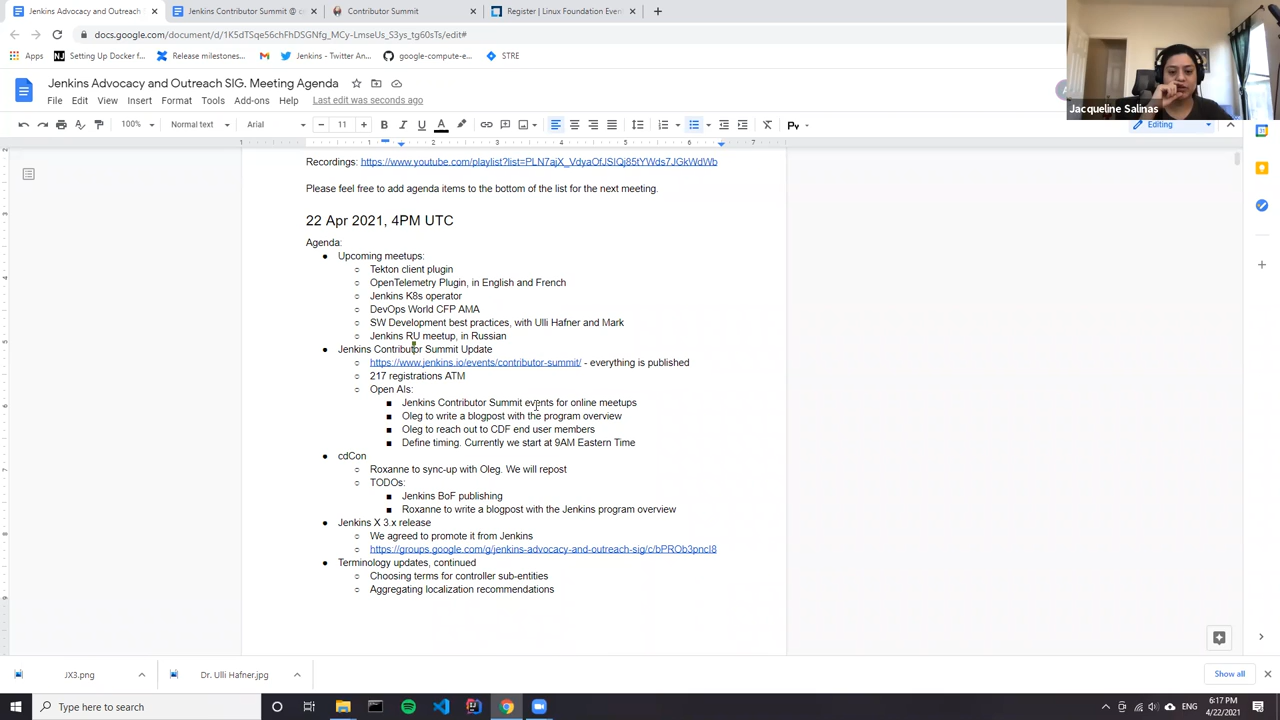 Jenkins Advocacy and Outreach
Jenkins Contributor Summit @ c
Contributor Summit
Register | Linux Foundation Even
docs.google.com/document/d/1K5dTSqe56chFhDSGNfg_MCy-LmseUs_S3ys_tg60sTs/edit#
Apps
Setting Up Docker f...
Release milestones...
Jenkins - Twitter An...
google-compute-e...
STRE
Jenkins Advocacy and Outreach SIG. Meeting Agenda
File Edit View Insert Format Tools Add-ons Help Last edit was seconds ago
Jacqueline Salinas
100% Normal text Arial 11
Editing
Recordings: https://www.youtube.com/playlist?list=PLN7ajX_VdyaOfJSIQj85tYWds7JGkWdWb
Please feel free to add agenda items to the bottom of the list for the next meeting.
22 Apr 2021, 4PM UTC
Agenda:
● Upcoming meetups:
○ Tekton client plugin
○ OpenTelemetry Plugin, in English and French
○ Jenkins K8s operator
○ DevOps World CFP AMA
○ SW Development best practices, with Ulli Hafner and Mark
○ Jenkins RU meetup, in Russian
● Jenkins Contributor Summit Update
○ https://www.jenkins.io/events/contributor-summit/ - everything is published
○ 217 registrations ATM
○ Open AIs:
■ Jenkins Contributor Summit events for online meetups
■ Oleg to write a blogpost with the program overview
■ Oleg to reach out to CDF end user members
■ Define timing. Currently we start at 9AM Eastern Time
● cdCon
○ Roxanne to sync-up with Oleg. We will repost
○ TODOs:
■ Jenkins BoF publishing
■ Roxanne to write a blogpost with the Jenkins program overview
● Jenkins X 3.x release
○ We agreed to promote it from Jenkins
○ https://groups.google.com/g/jenkins-advocacy-and-outreach-sig/c/bPROb3pncI8
● Terminology updates, continued
○ Choosing terms for controller sub-entities
○ Aggregating localization recommendations
JX3.png
Dr. Ulli Hafner.jpg
Show all
Type here to search
ENG
6:17 PM
4/22/2021